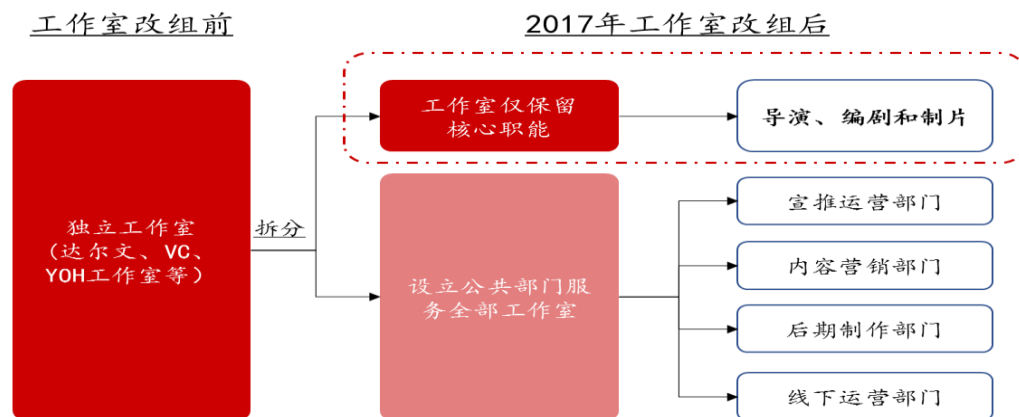 工作室改组前
2017年工作室改组后
独立工作室
(达尔文、VC、
YOH工作室等)
拆分
工作室仅保留
核心职能
导演、编剧和制片
设立公共部门服
务全部工作室
宣推运营部门
内容营销部门
后期制作部门
线下运营部门